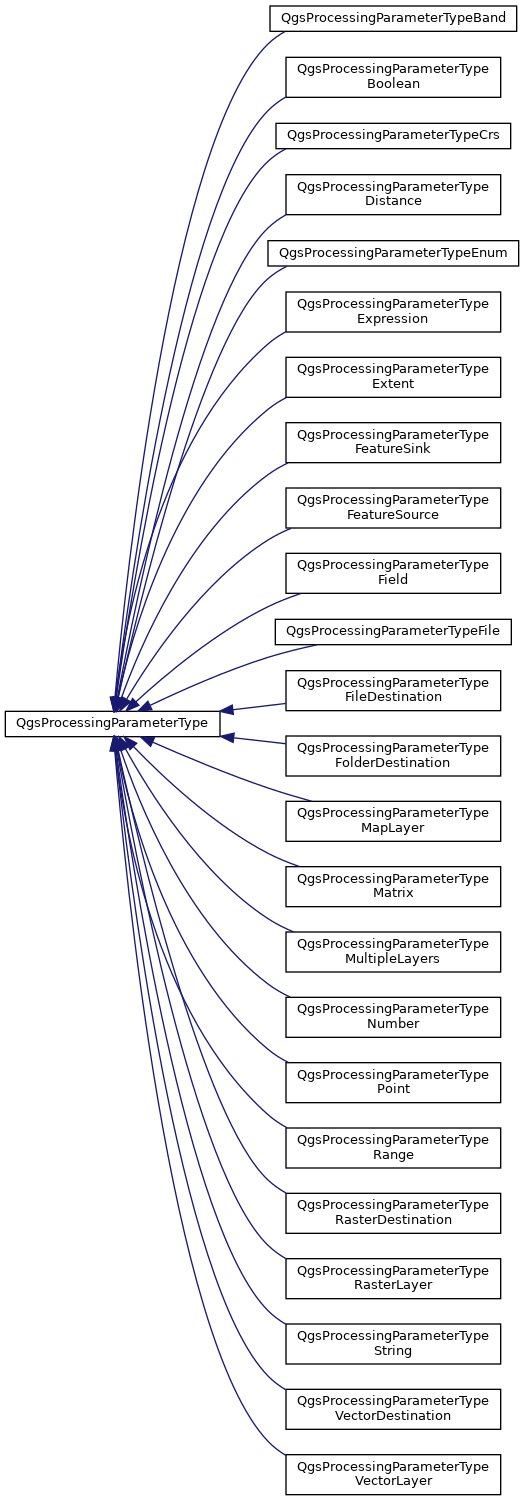 QgsProcessingParameterTypeBand
QgsProcessingParameterType
Boolean
QgsProcessingParameterTypeCrs
QgsProcessingParameterType
Distance
QgsProcessingParameterTypeEnum
QgsProcessingParameterType
Expression
QgsProcessingParameterType
Extent
QgsProcessingParameterType
FeatureSink
QgsProcessingParameterType
FeatureSource
QgsProcessingParameterType
Field
QgsProcessingParameterTypeFile
QgsProcessingParameterType
FileDestination
QgsProcessingParameterType
QgsProcessingParameterType
FolderDestination
QgsProcessingParameterType
MapLayer
QgsProcessingParameterType
Matrix
QgsProcessingParameterType
MultipleLayers
QgsProcessingParameterType
Number
QgsProcessingParameterType
Point
QgsProcessingParameterType
Range
QgsProcessingParameterType
RasterDestination
QgsProcessingParameterType
RasterLayer
QgsProcessingParameterType
String
QgsProcessingParameterType
VectorDestination
QgsProcessingParameterType
VectorLayer